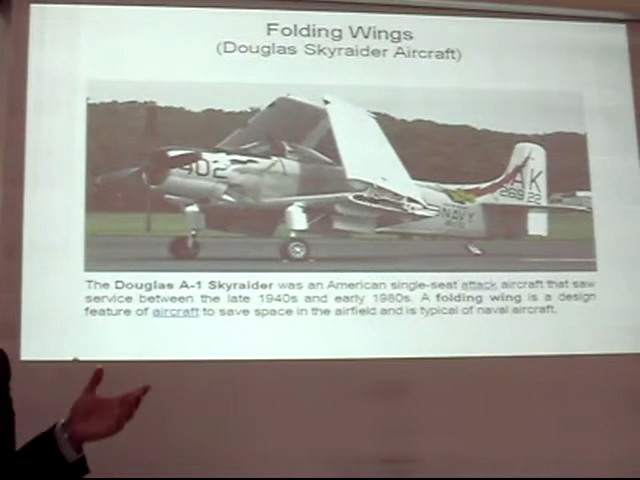 Folding Wings
(Douglas Skyraider Aircraft)
402
AK
NAVY
The Douglas A-1 Skyraider was an American single-seat attack aircraft that saw
service between the late 1940s and early 1980s. A folding wing is a design
feature of aircraft to save space in the airfield and is typical of naval aircraft.